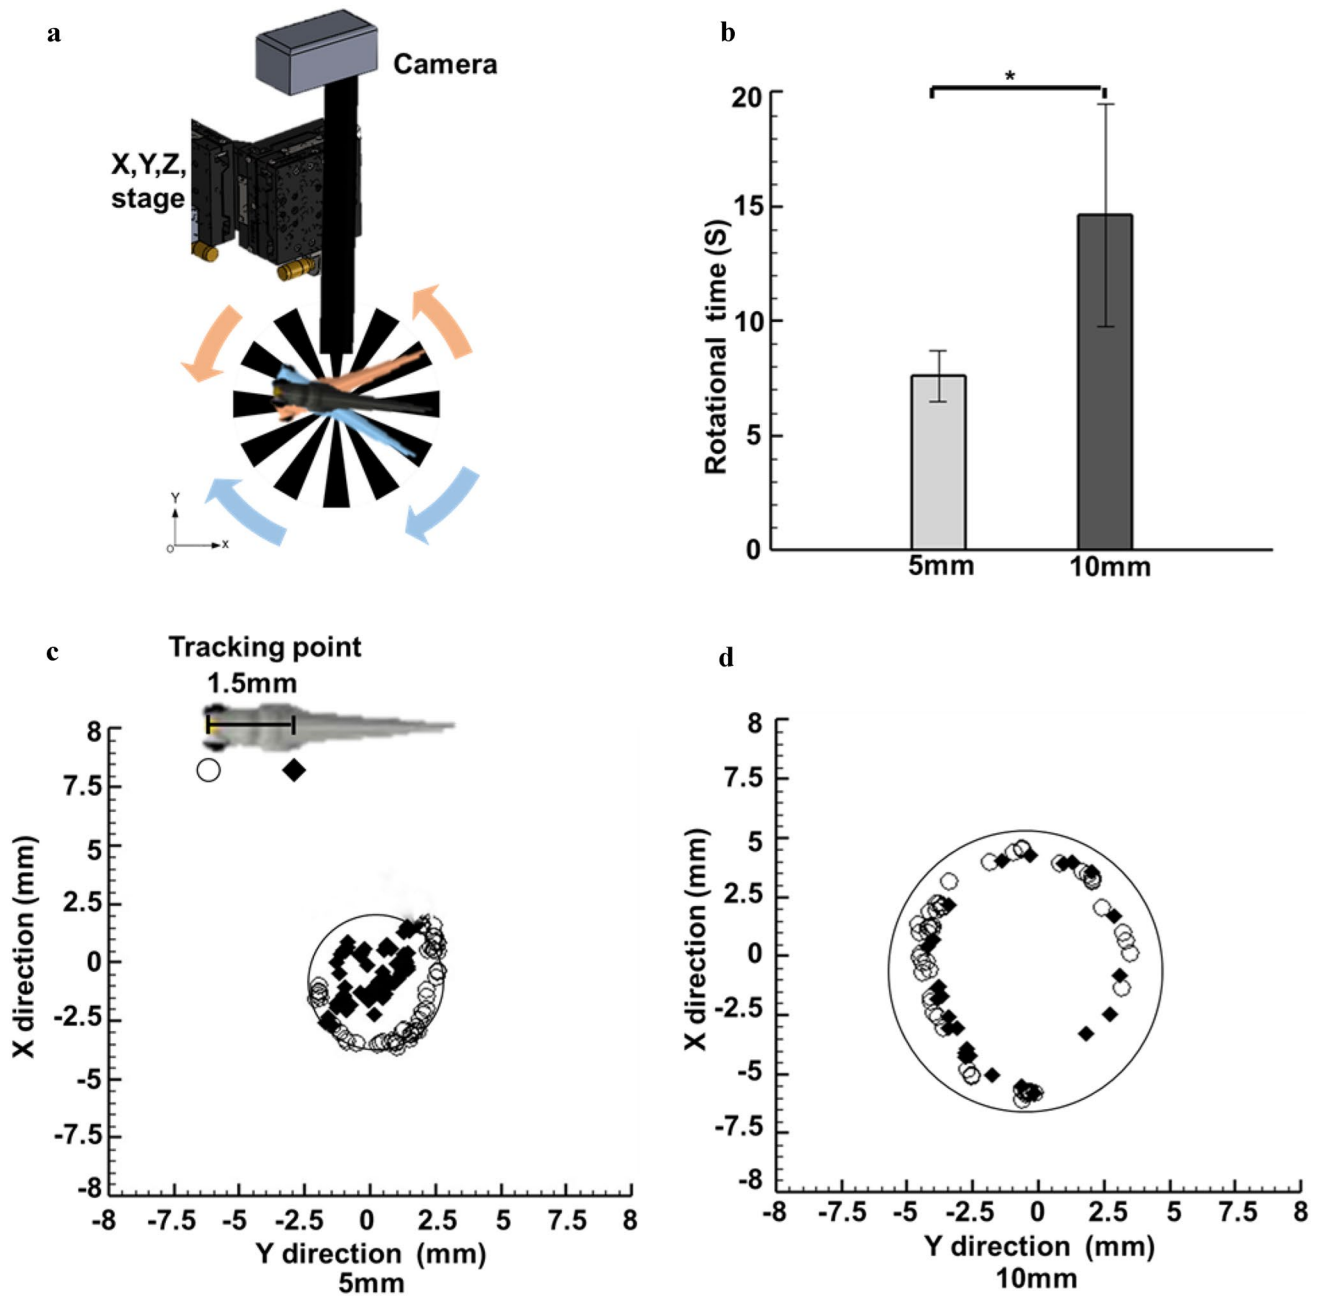 a
Camera
X,Y,Z,
stage
Y
O
X
b
*
20
15
10
5
0
Rotational time (S)
5mm
10mm
c
Tracking point
1.5mm
8
7.5
5
2.5
0
-2.5
-5
-7.5
-8
X direction (mm)
-8 -7.5 -5 -2.5 0 2.5 5 7.5 8
Y direction (mm)
5mm
d
8
7.5
5
2.5
0
-2.5
-5
-7.5
-8
X direction (mm)
-8 -7.5 -5 -2.5 0 2.5 5 7.5 8
Y direction (mm)
10mm